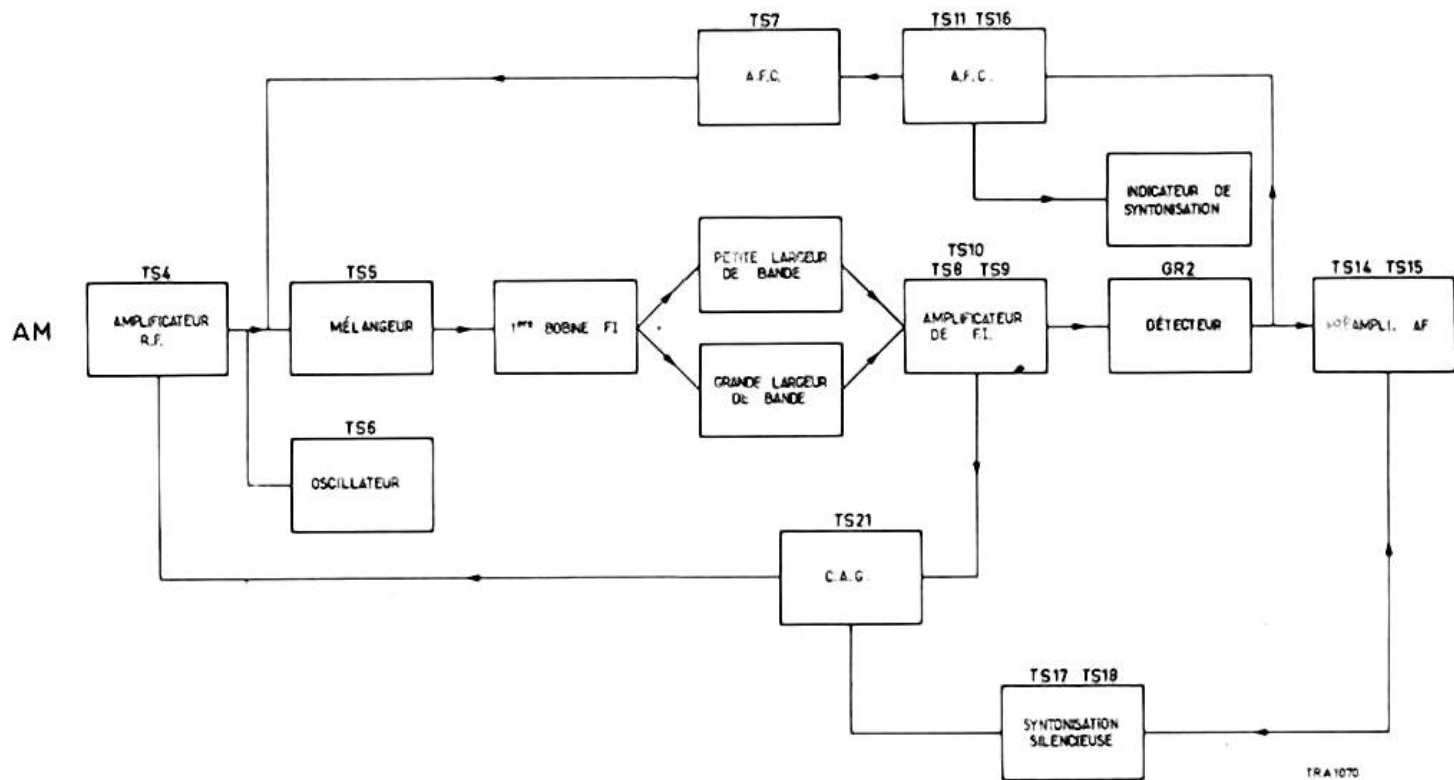 TS7
A.F.C.
TS11 TS16
A.F.C.
INDICATEUR DE
SYNTONISATION
AM
TS4
AMPLIFICATEUR
R.F.
TS5
MÉLANGEUR
TS6
OSCILLATEUR
1ère BOBINE FI
PETITE LARGEUR
DE BANDE
GRANDE LARGEUR
DE BANDE
TS10
TS8 TS9
AMPLIFICATEUR
DE F.I.
GR2
DÉTECTEUR
TS14 TS15
AMPLI. AF
TS21
C.A.G.
TS17 TS18
SYNTONISATION
SILENCIEUSE
TRA1070